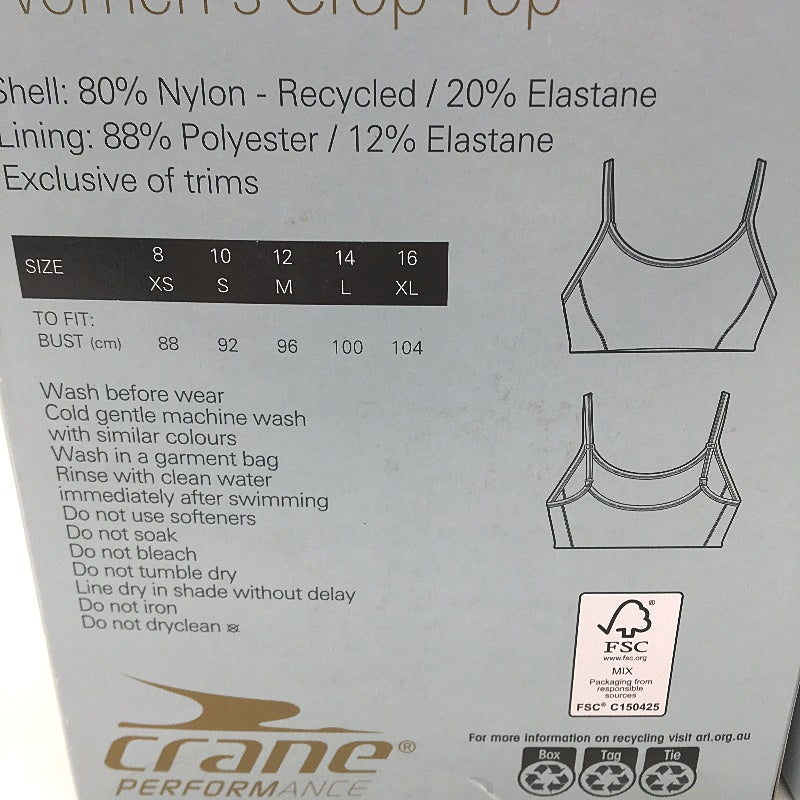 Women's Crop Top
Shell: 80% Nylon - Recycled / 20% Elastane
Lining: 88% Polyester / 12% Elastane
Exclusive of trims
SIZE 8 10 12 14 16
XS S M L XL
TO FIT:
BUST (cm) 88 92 96 100 104
Wash before wear
Cold gentle machine wash
with similar colours
Wash in a garment bag
Rinse with clean water
immediately after swimming
Do not use softeners
Do not soak
Do not bleach
Do not tumble dry
Line dry in shade without delay
Do not iron
Do not dryclean
FSC®
www.fsc.org
MIX
Packaging from
responsible
sources
FSC® C150425
crane®
PERFORMANCE
For more information on recycling visit arl.org.au
Box Tag Tie